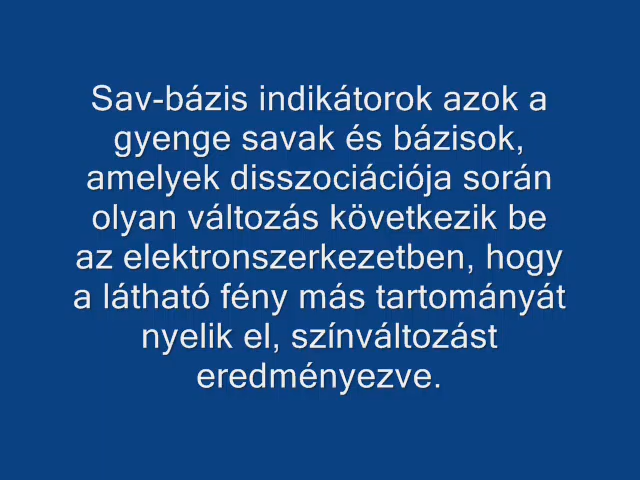 Sav-bázis indikátorok azok a
gyenge savak és bázisok,
amelyek disszociációja során
olyan változás következik be
az elektronszerkezetben, hogy
a látható fény más tartományát
nyelik el, színváltozást
eredményezve.